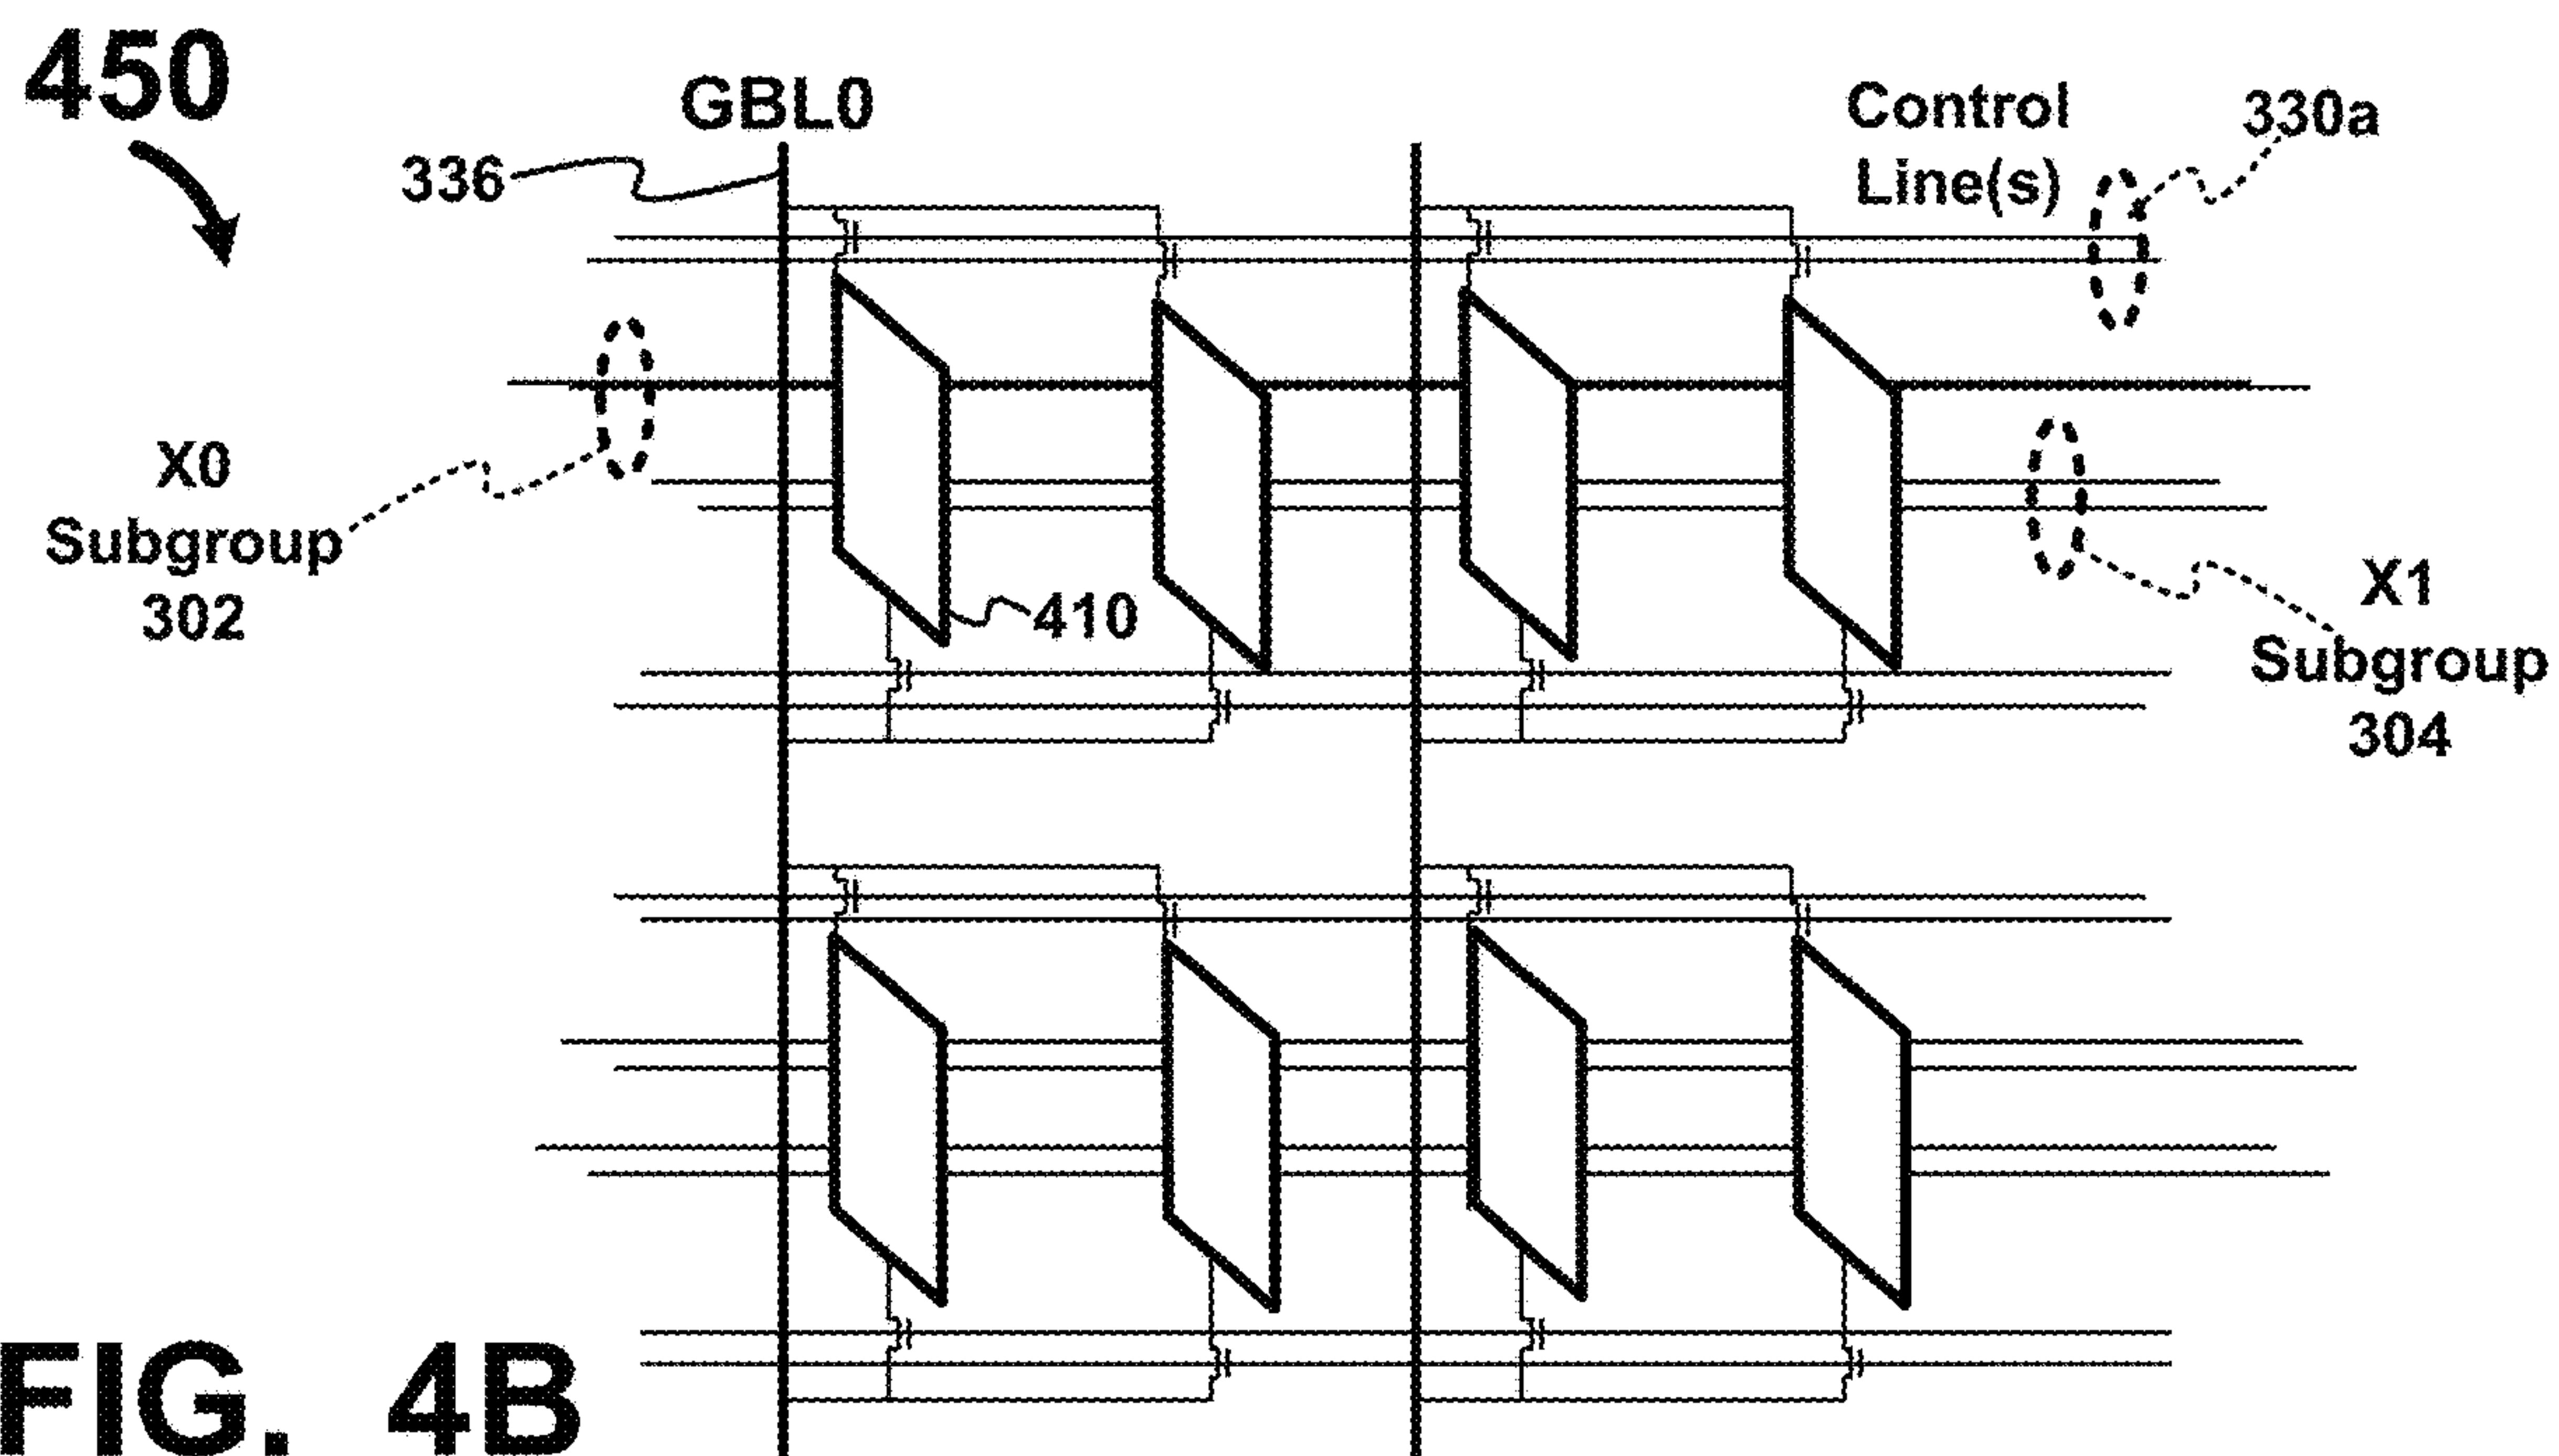 450
GBL0
336
Control
Line(s)
330a
X0
Subgroup
302
410
X1
Subgroup
304
FIG. 4B